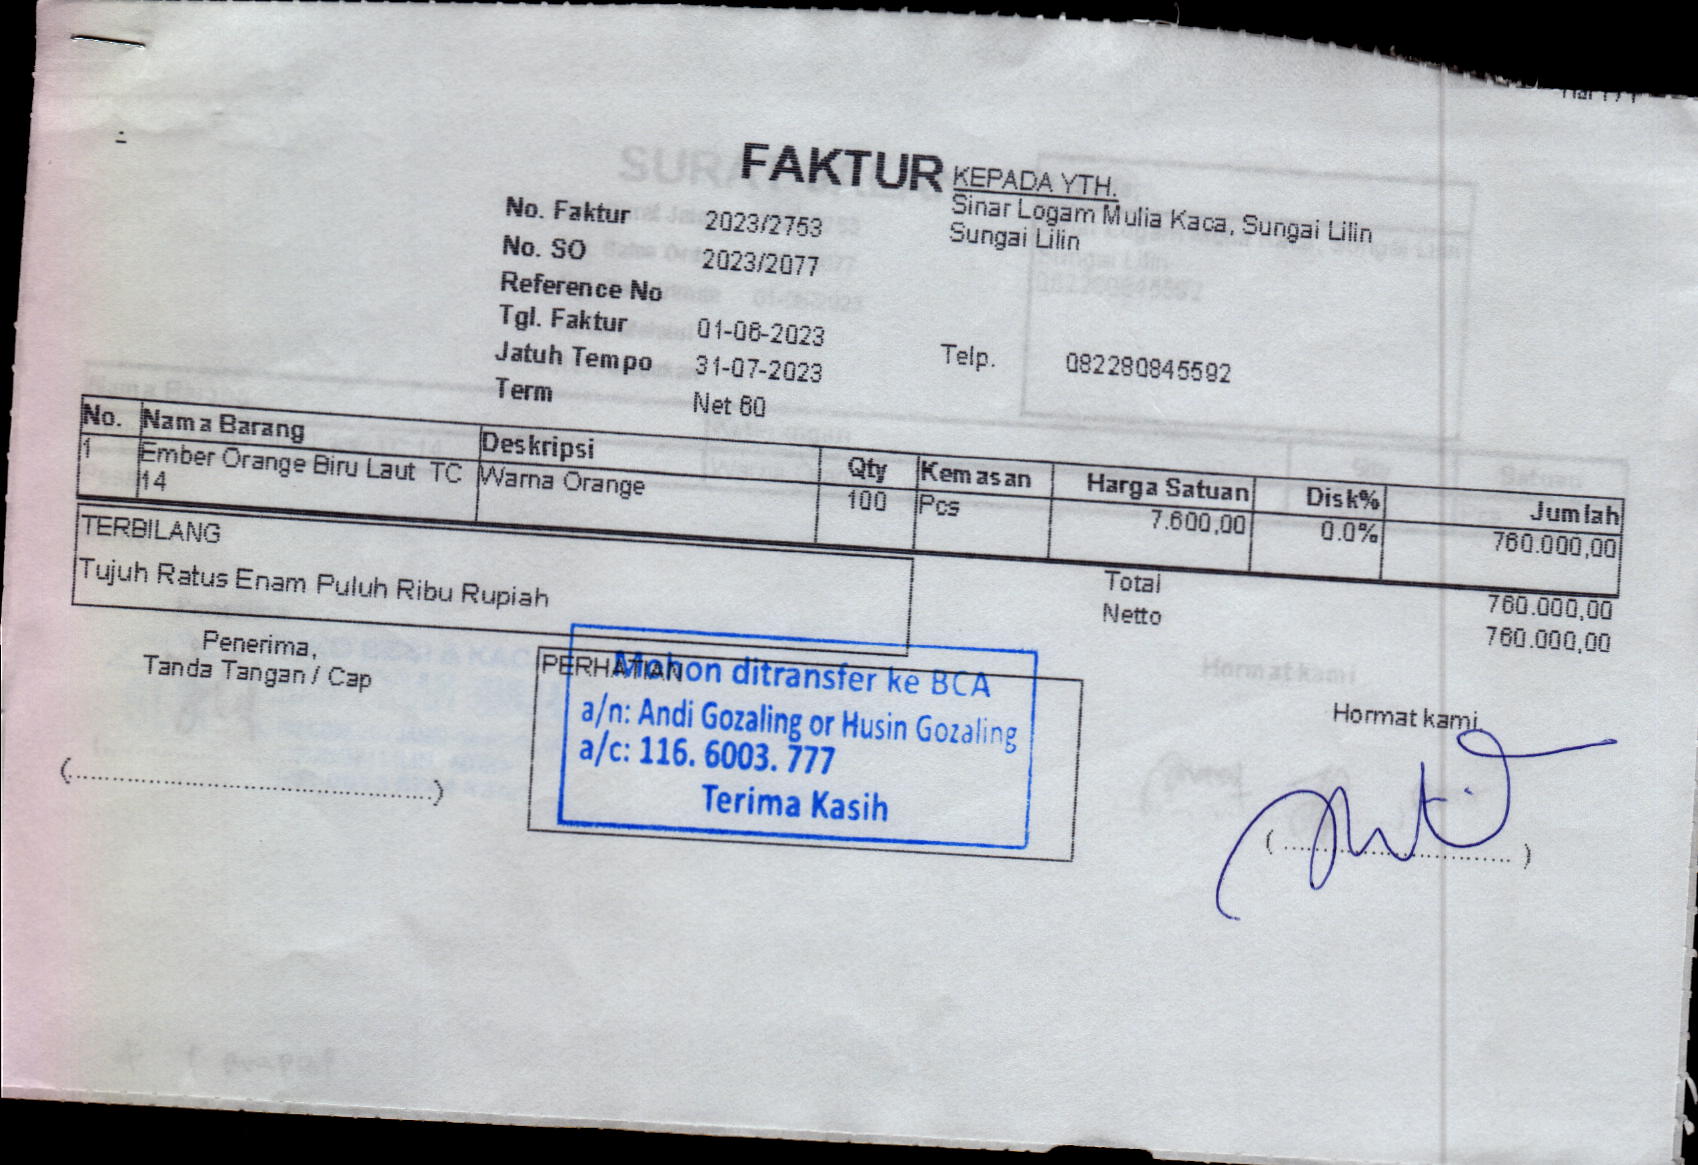 FAKTUR
KEPADA YTH.
Sinar Logam Mulia Kaca, Sungai Lilin
Sungai Lilin
No. Faktur 2023/2753
No. SO 2023/2077
Reference No
Tgl. Faktur 01-06-2023
Jatuh Tempo 31-07-2023
Term Net 60
Telp. 082280845592
No. Nama Barang Deskripsi Qty Kemasan Harga Satuan Disk% Jumlah
1 Ember Orange Biru Laut TC Warna Orange 100 Pcs 7.600,00 0.0% 760.000,00
14
TERBILANG
Tujuh Ratus Enam Puluh Ribu Rupiah
Total 760.000,00
Netto 760.000,00
Penerima,
Tanda Tangan / Cap
(..............................)
PERHATIAN
Mohon ditransfer ke BCA
a/n: Andi Gozaling or Husin Gozaling
a/c: 116. 6003. 777
Terima Kasih
Hormat kami
(..............................)